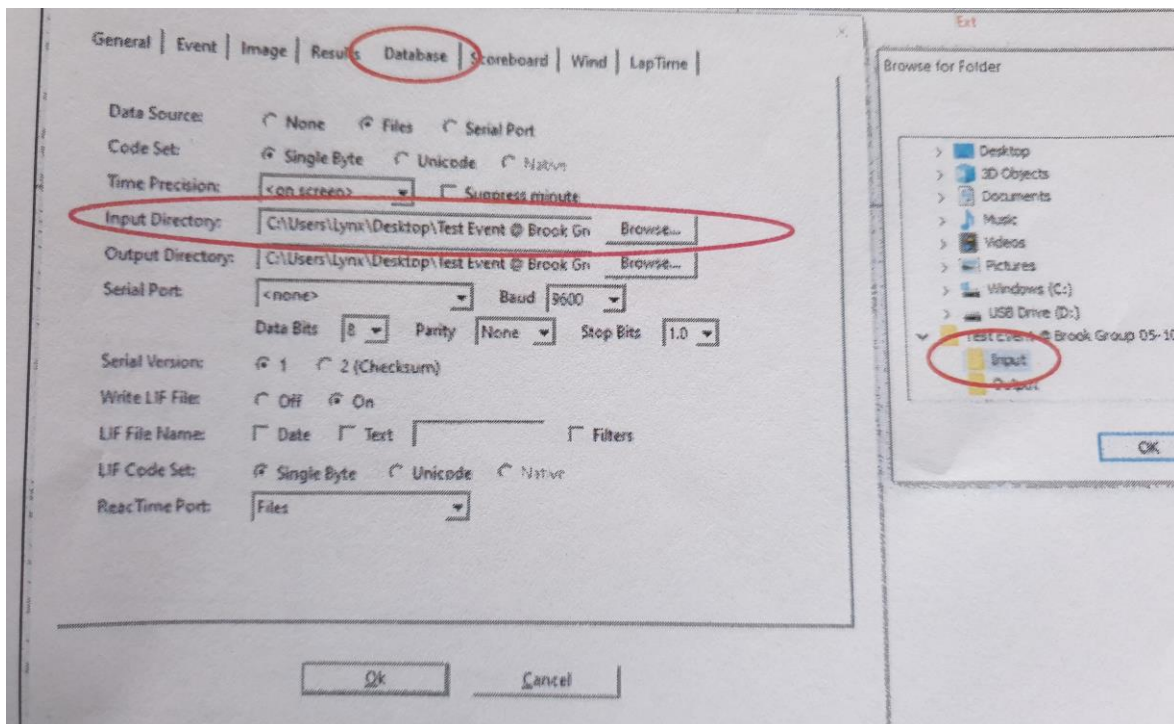 General Event Image Results Database Scoreboard Wind LapTime
Data Source: None Files Serial Port
Code Set: Single Byte Unicode Native
Time Precision: <on screen> Suppress minute
Input Directory: C:\Users\Lynx\Desktop\Test Event @ Brook Gr Browse...
Output Directory: C:\Users\Lynx\Desktop\Test Event @ Brook Gr Browse...
Serial Port: <none> Baud 9600
Data Bits 8 Parity None Stop Bits 1.0
Serial Version: 1 2 (Checksum)
Write LIF File: Off On
LIF File Name: Date Text Filters
LIF Code Set: Single Byte Unicode Native
ReacTime Port: Files
Ok Cancel
Ext
Browse for Folder
Desktop
3D Objects
Documents
Music
Videos
Pictures
Windows (C:)
USB Drive (D:)
Test Event @ Brook Group 05-10
Input
Output
OK